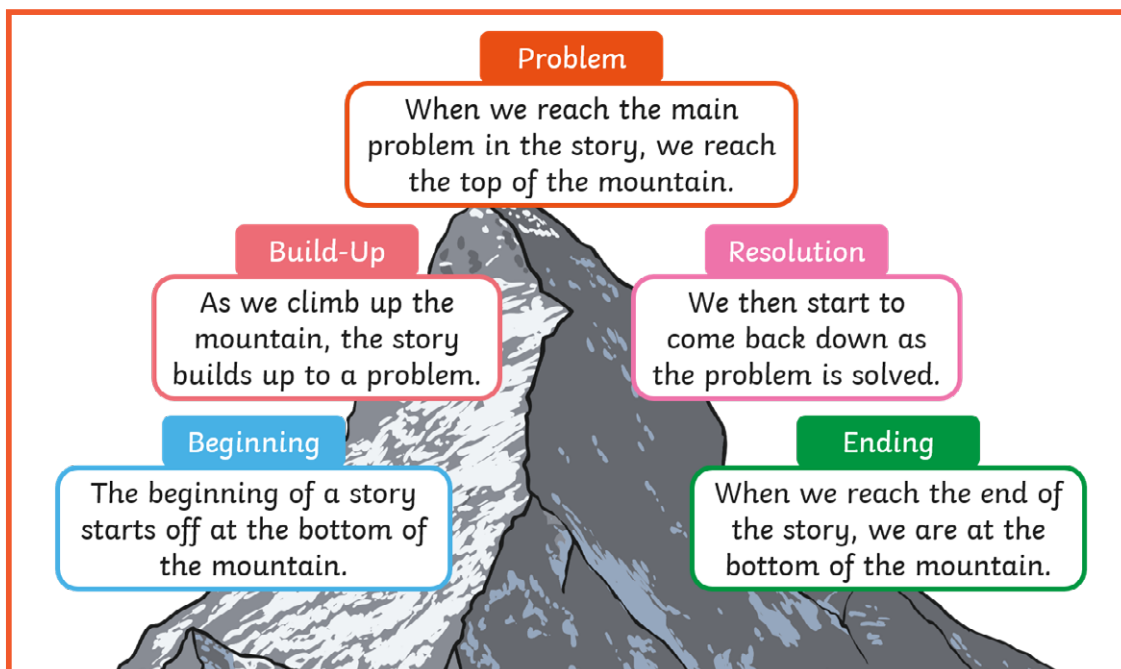 Problem
When we reach the main
problem in the story, we reach
the top of the mountain.
Build-Up
As we climb up the
mountain, the story
builds up to a problem.
Resolution
We then start to
come back down as
the problem is solved.
Beginning
The beginning of a story
starts off at the bottom of
the mountain.
Ending
When we reach the end of
the story, we are at the
bottom of the mountain.